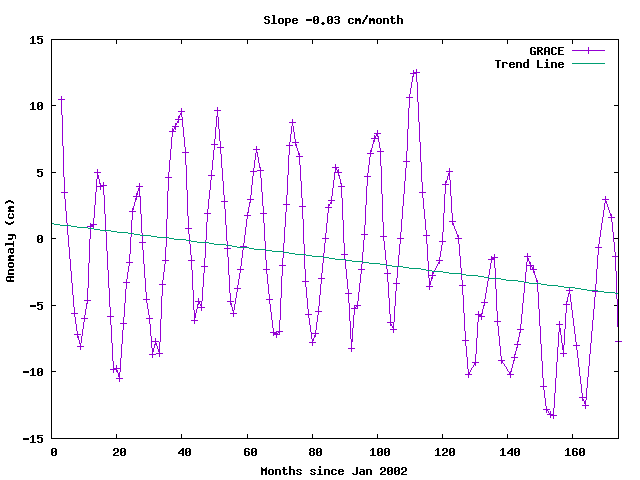 Slope -0.03 cm/month
GRACE
Trend Line
15
10
5
0
-5
-10
-15
Anomaly (cm)
0 20 40 60 80 100 120 140 160
Months since Jan 2002